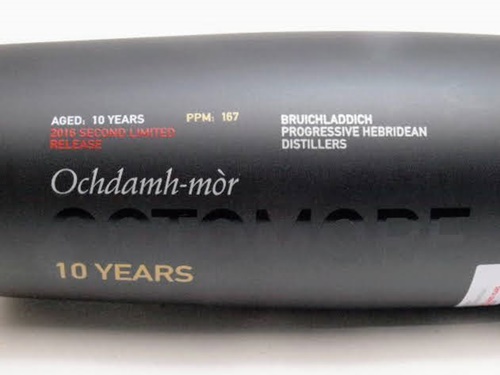 AGED: 10 YEARS
PPM: 167
2016 SECOND LIMITED
RELEASE
BRUICHLADDICH
PROGRESSIVE HEBRIDEAN
DISTILLERS
Ochdamh-mòr
OCTOMORE
10 YEARS